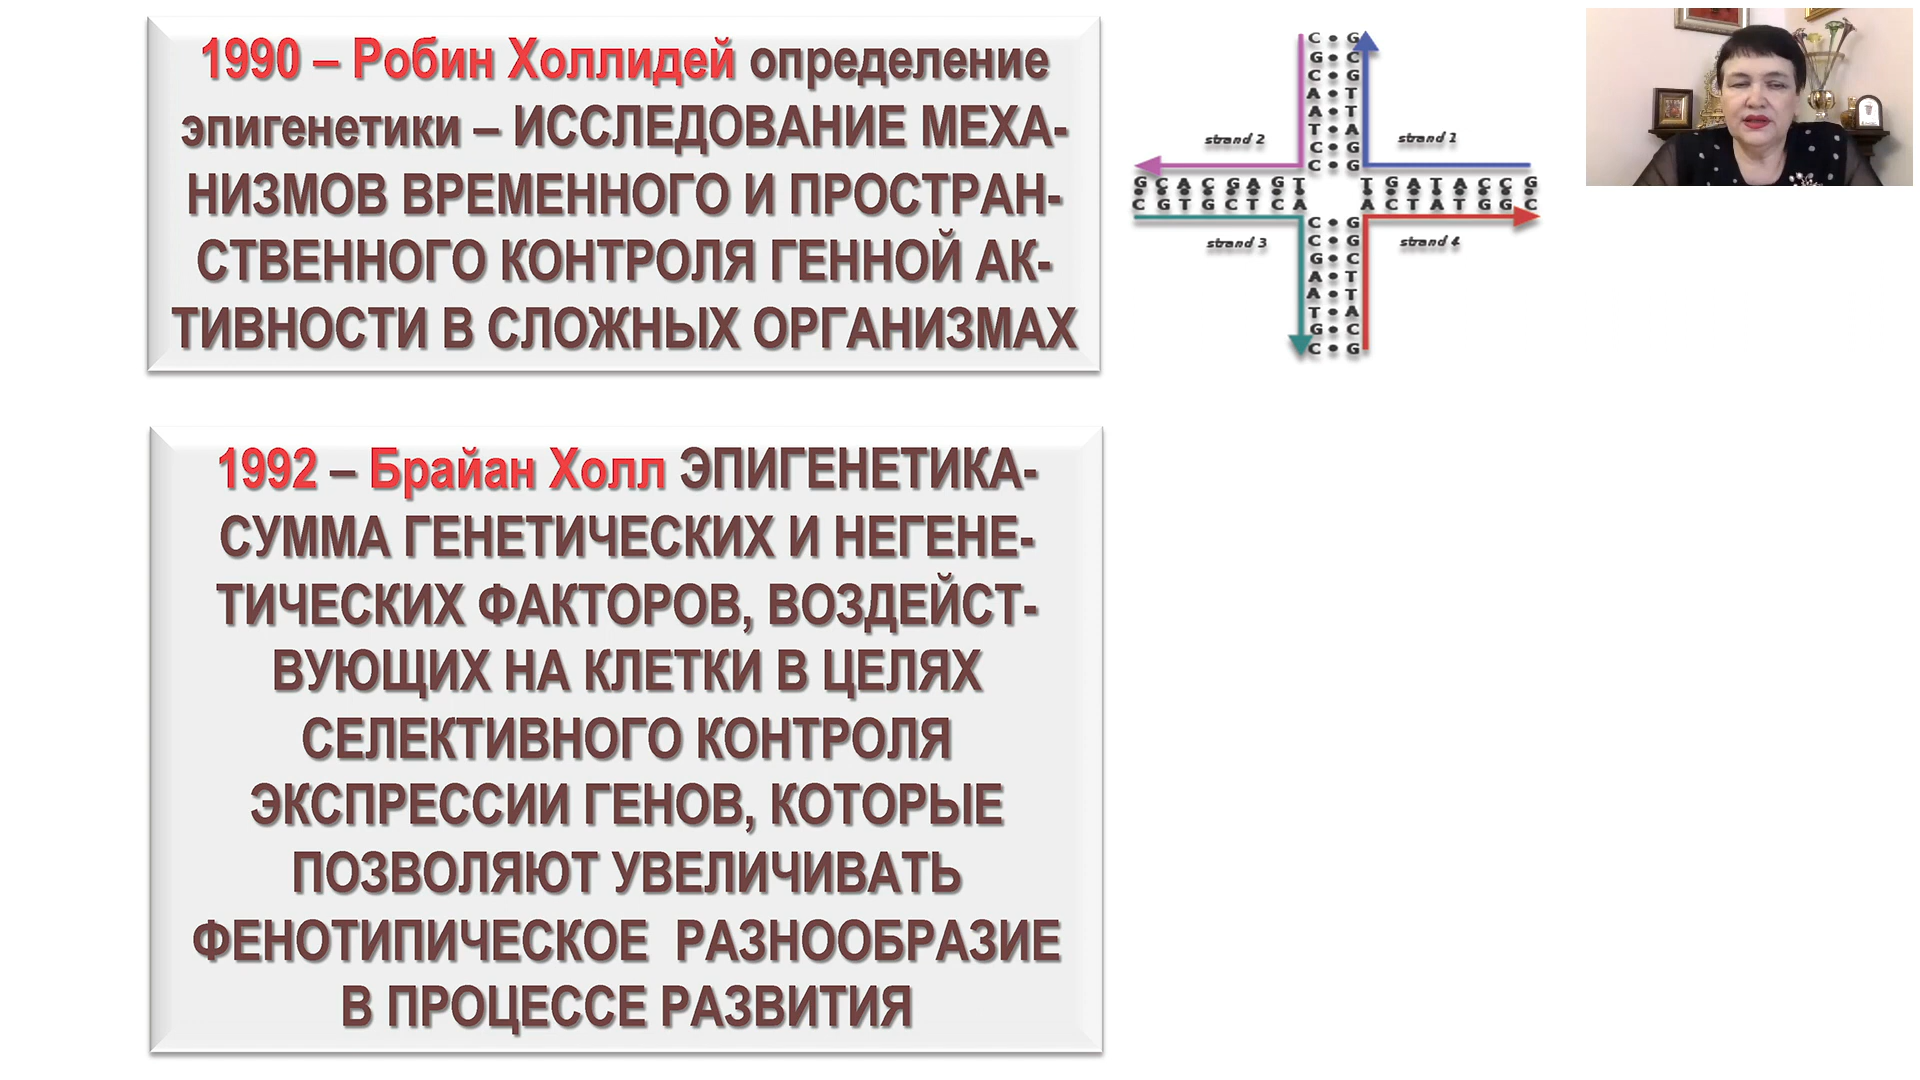 1990 – Робин Холлидей определение
эпигенетики – ИССЛЕДОВАНИЕ МЕХА-
НИЗМОВ ВРЕМЕННОГО И ПРОСТРАН-
СТВЕННОГО КОНТРОЛЯ ГЕННОЙ АК-
ТИВНОСТИ В СЛОЖНЫХ ОРГАНИЗМАХ
C • G
G • C
C • G
A • T
A • T
T • A
C • G
C • G
strand 2
strand 1
G C A C G A G T
T G A T A C C G
C G T G C T C A
A C T A T G G C
strand 3
strand 4
C • G
C • G
G • C
A • T
A • T
T • A
G • C
C • G
1992 – Брайан Холл ЭПИГЕНЕТИКА-
СУММА ГЕНЕТИЧЕСКИХ И НЕГЕНЕ-
ТИЧЕСКИХ ФАКТОРОВ, ВОЗДЕЙСТ-
ВУЮЩИХ НА КЛЕТКИ В ЦЕЛЯХ
СЕЛЕКТИВНОГО КОНТРОЛЯ
ЭКСПРЕССИИ ГЕНОВ, КОТОРЫЕ
ПОЗВОЛЯЮТ УВЕЛИЧИВАТЬ
ФЕНОТИПИЧЕСКОЕ РАЗНООБРАЗИЕ
В ПРОЦЕССЕ РАЗВИТИЯ